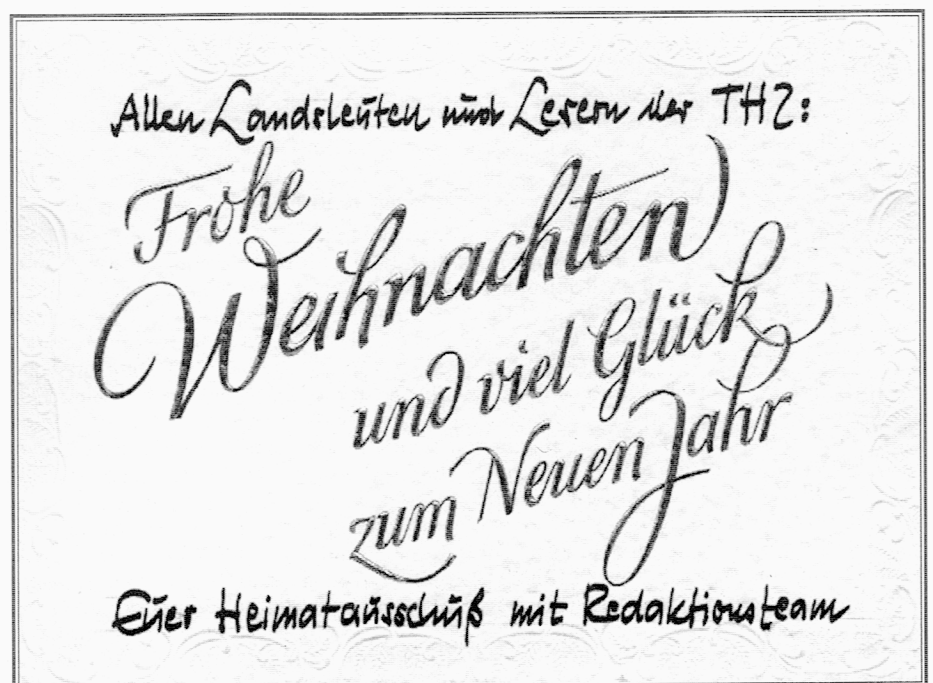 Allen Landsleuten und Lesern der THZ:
Frohe
Weihnachten
und viel Glück
zum Neuen Jahr
Euer Heimatausschuß mit Redaktionsteam